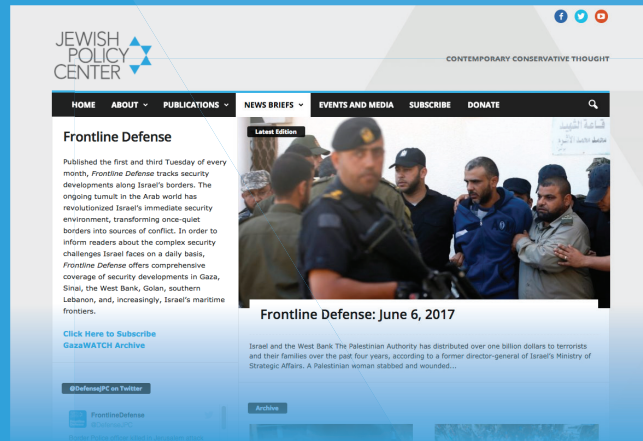 JEWISH
POLICY
CENTER
CONTEMPORARY CONSERVATIVE THOUGHT
HOME ABOUT PUBLICATIONS NEWS BRIEFS EVENTS AND MEDIA SUBSCRIBE DONATE
Frontline Defense
Published the first and third Tuesday of every
month, Frontline Defense tracks security
developments along Israel's borders. The
ongoing tumult in the Arab world has
revolutionized Israel's immediate security
environment, transforming once-quiet
borders into sources of conflict. In order to
inform readers about the complex security
challenges Israel faces on a daily basis,
Frontline Defense offers comprehensive
coverage of security developments in Gaza,
Sinai, the West Bank, Golan, southern
Lebanon, and, increasingly, Israel's maritime
frontiers.
Click Here to Subscribe
GazaWATCH Archive
@DefenseJPC on Twitter
FrontlineDefense
@DefenseJPC
Latest Edition
Frontline Defense: June 6, 2017
Israel and the West Bank The Palestinian Authority has distributed over one billion dollars to terrorists
and their families over the past four years, according to a former director-general of Israel's Ministry of
Strategic Affairs. A Palestinian woman stabbed and wounded...
Archive